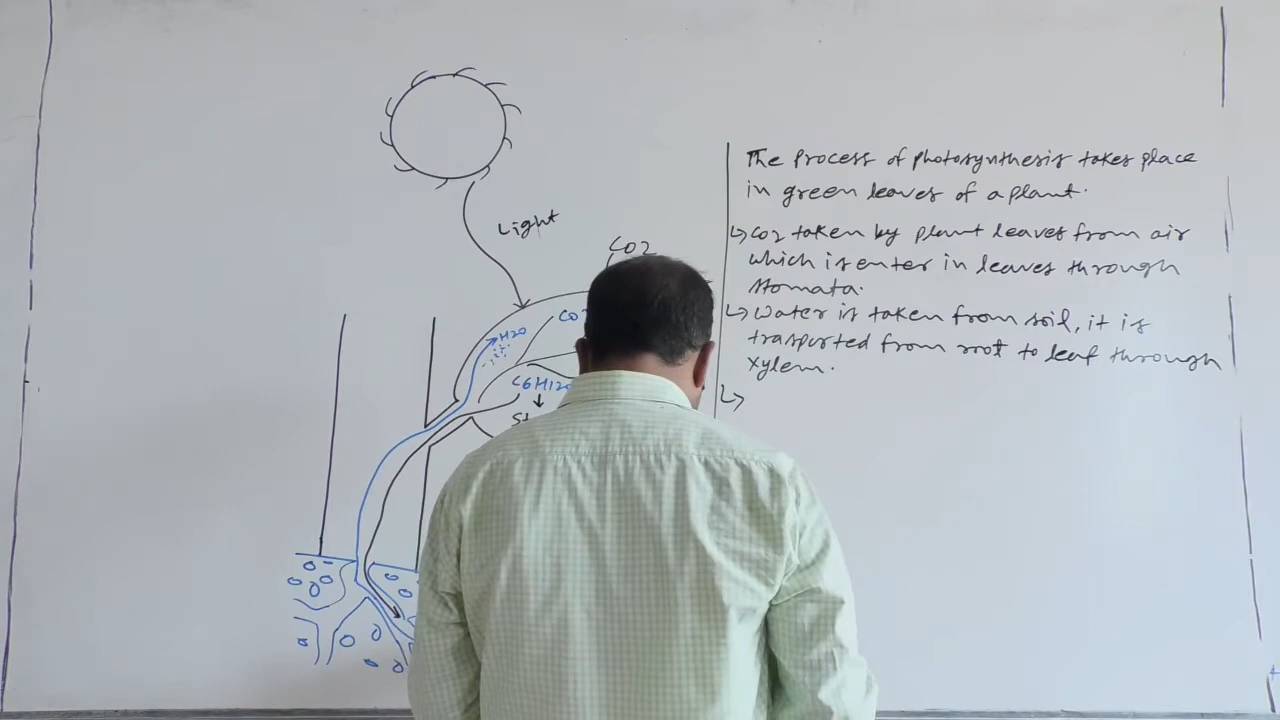 Light
CO2
H2O
CO2
C6H12O
St
The process of photosynthesis takes place
in green leaves of a plant.
↳ CO2 taken by plant leaves from air
which is enter in leaves through
stomata.
↳ Water is taken from soil, it is
trasported from root to leaf through
xylem.
↳